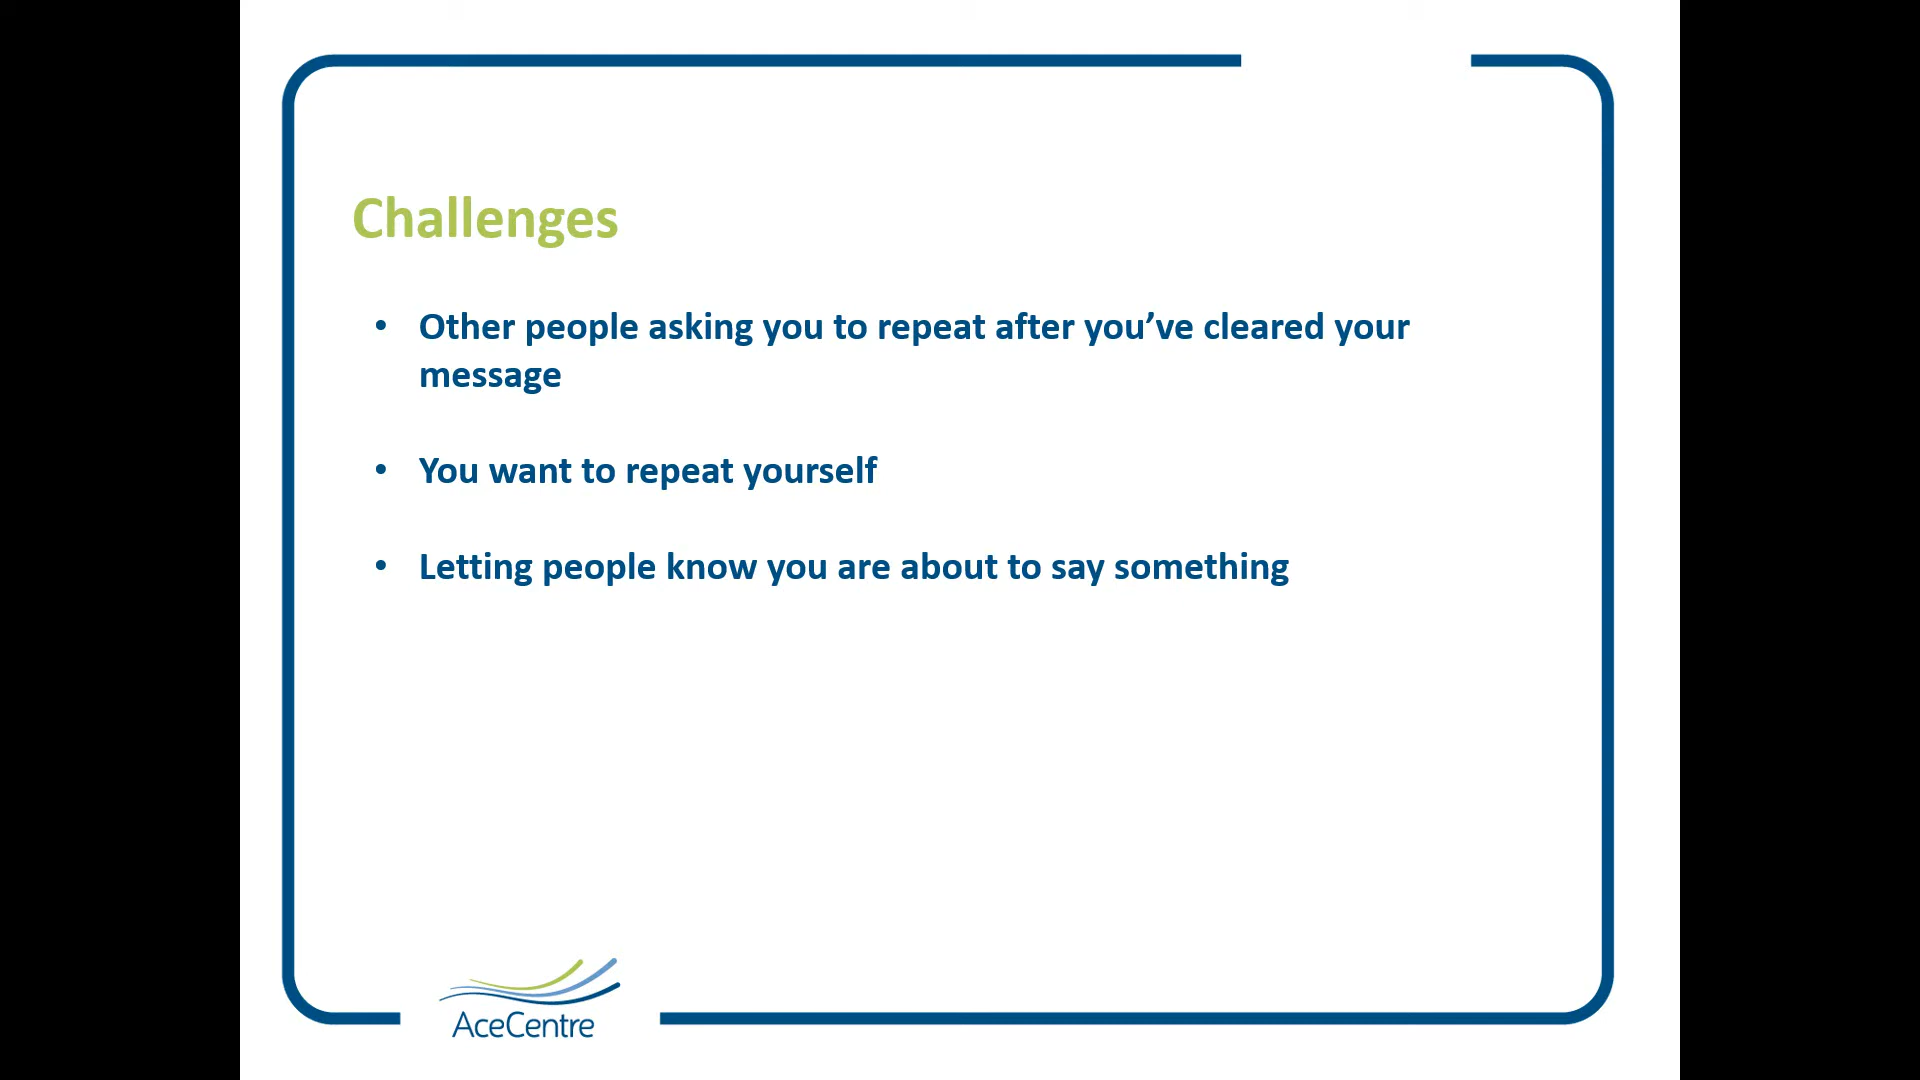 Challenges
• Other people asking you to repeat after you’ve cleared your
message
• You want to repeat yourself
• Letting people know you are about to say something
AceCentre